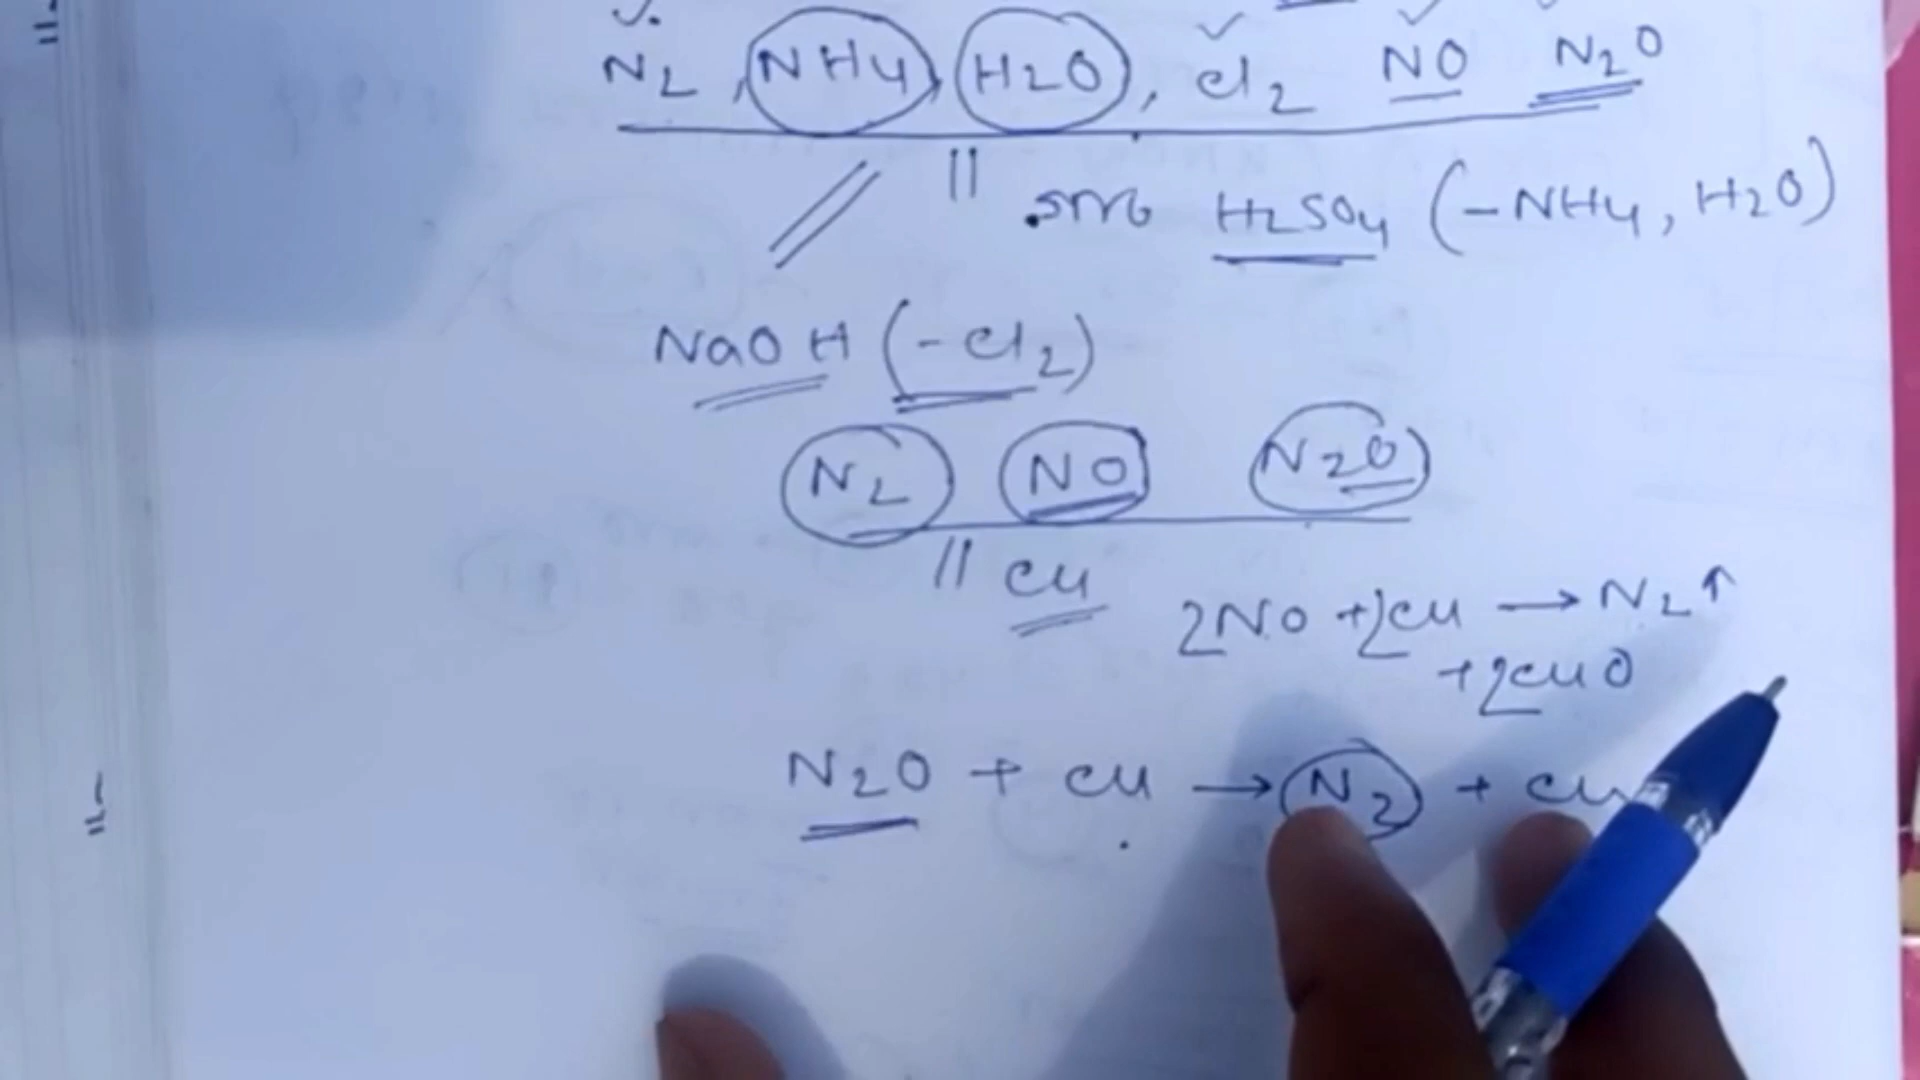 N2, NH4, H2O, Cl2 NO N2O
H2SO4 (-NH4, H2O)
NaOH (-Cl2)
N2 NO N2O
Cu
2NO + 2Cu → N2↑
+ 2CuO
N2O + Cu → N2 + Cu